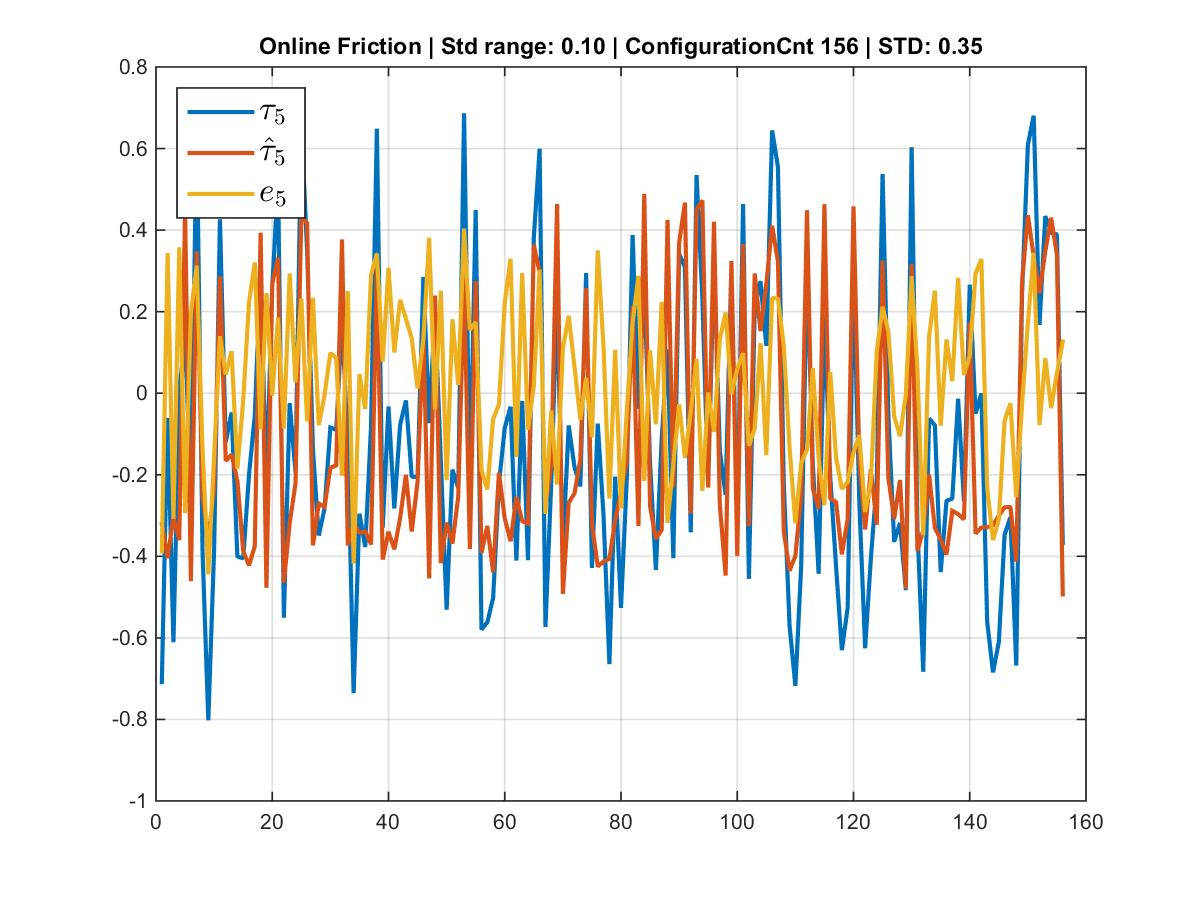 Online Friction | Std range: 0.10 | ConfigurationCnt 156 | STD: 0.35
0.8
0.6
0.4
0.2
0
-0.2
-0.4
-0.6
-0.8
-1
τ₅
τ̂₅
e₅
0 20 40 60 80 100 120 140 160